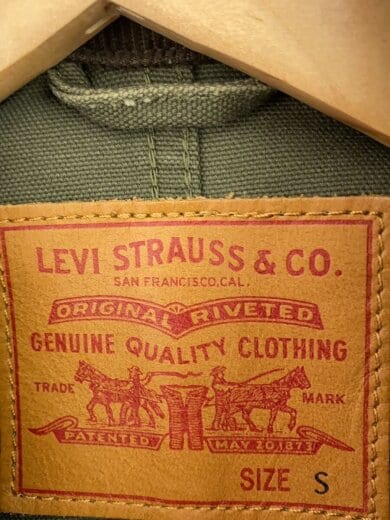 LEVI STRAUSS & CO.
SAN FRANCISCO, CAL.
ORIGINAL RIVETED
GENUINE QUALITY CLOTHING
TRADE MARK
PATENTED MAY 20, 1873
SIZE S